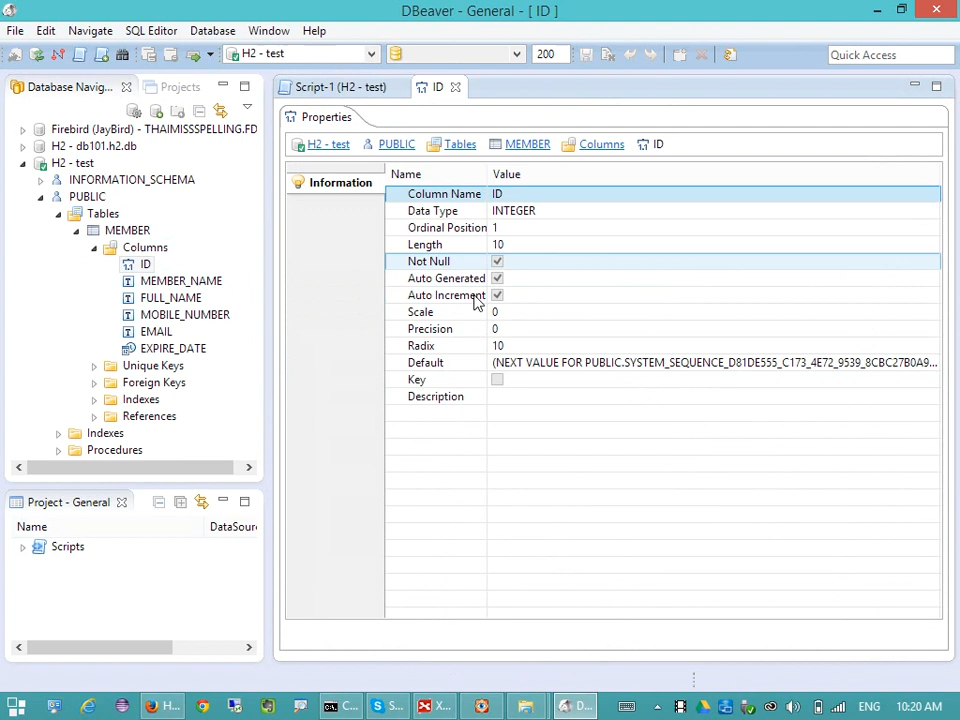 DBeaver - General - [ ID ]
File Edit Navigate SQL Editor Database Window Help
H2 - test 200 Quick Access
Database Navig... Projects
Firebird (JayBird) - THAIMISSSPELLING.FD
H2 - db101.h2.db
H2 - test
INFORMATION_SCHEMA
PUBLIC
Tables
MEMBER
Columns
ID
MEMBER_NAME
FULL_NAME
MOBILE_NUMBER
EMAIL
EXPIRE_DATE
Unique Keys
Foreign Keys
Indexes
References
Indexes
Procedures
Project - General
Name DataSour
Scripts
Script-1 (H2 - test) ID
Properties
H2 - test PUBLIC Tables MEMBER Columns ID
Information
Name Value
Column Name ID
Data Type INTEGER
Ordinal Position 1
Length 10
Not Null
Auto Generated
Auto Increment
Scale 0
Precision 0
Radix 10
Default (NEXT VALUE FOR PUBLIC.SYSTEM_SEQUENCE_D81DE555_C173_4E72_9539_8CBC27B0A9...
Key
Description
H... C... S... X... D... ENG 10:20 AM